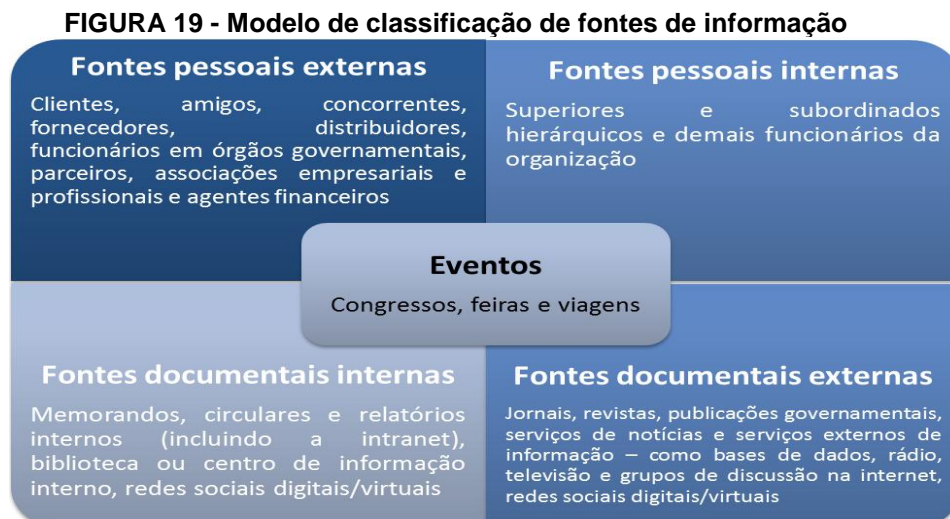 FIGURA 19 - Modelo de classificação de fontes de informação
Fontes pessoais externas
Clientes, amigos, concorrentes,
fornecedores, distribuidores,
funcionários em órgãos governamentais,
parceiros, associações empresariais e
profissionais e agentes financeiros
Fontes pessoais internas
Superiores e subordinados
hierárquicos e demais funcionários da
organização
Eventos
Congressos, feiras e viagens
Fontes documentais internas
Memorandos, circulares e relatórios
internos (incluindo a intranet),
biblioteca ou centro de informação
interno, redes sociais digitais/virtuais
Fontes documentais externas
Jornais, revistas, publicações governamentais,
serviços de notícias e serviços externos de
informação – como bases de dados, rádio,
televisão e grupos de discussão na internet,
redes sociais digitais/virtuais